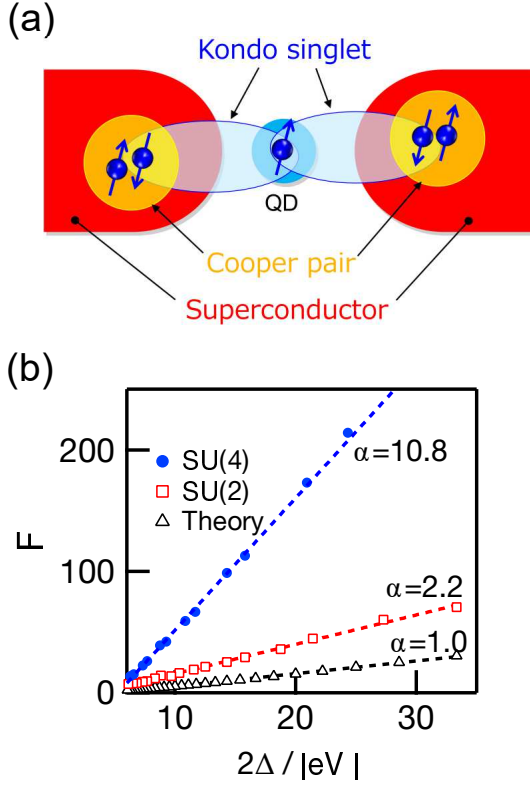 (a)
Kondo singlet
QD
Cooper pair
Superconductor
(b)
F
200
100
0
SU(4)
SU(2)
Theory
α=10.8
α=2.2
α=1.0
10
20
30
2Δ / |eV |